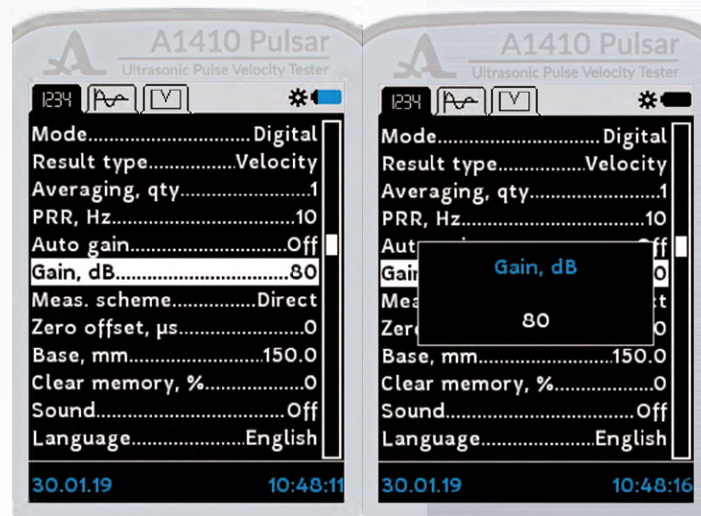 A1410 Pulsar
Ultrasonic Pulse Velocity Tester
1234
Mode..............................Digital
Result type................Velocity
Averaging, qty........................1
PRR, Hz..................................10
Auto gain.............................Off
Gain, dB.................................80
Meas. scheme................Direct
Zero offset, µs.........................0
Base, mm..........................150.0
Clear memory, %...................0
Sound....................................Off
Language......................English
30.01.19 10:48:11
A1410 Pulsar
Ultrasonic Pulse Velocity Tester
1234
Mode..............................Digital
Result type................Velocity
Averaging, qty........................1
PRR, Hz..................................10
Gain, dB
80
Base, mm..........................150.0
Clear memory, %...................0
Sound....................................Off
Language......................English
30.01.19 10:48:16